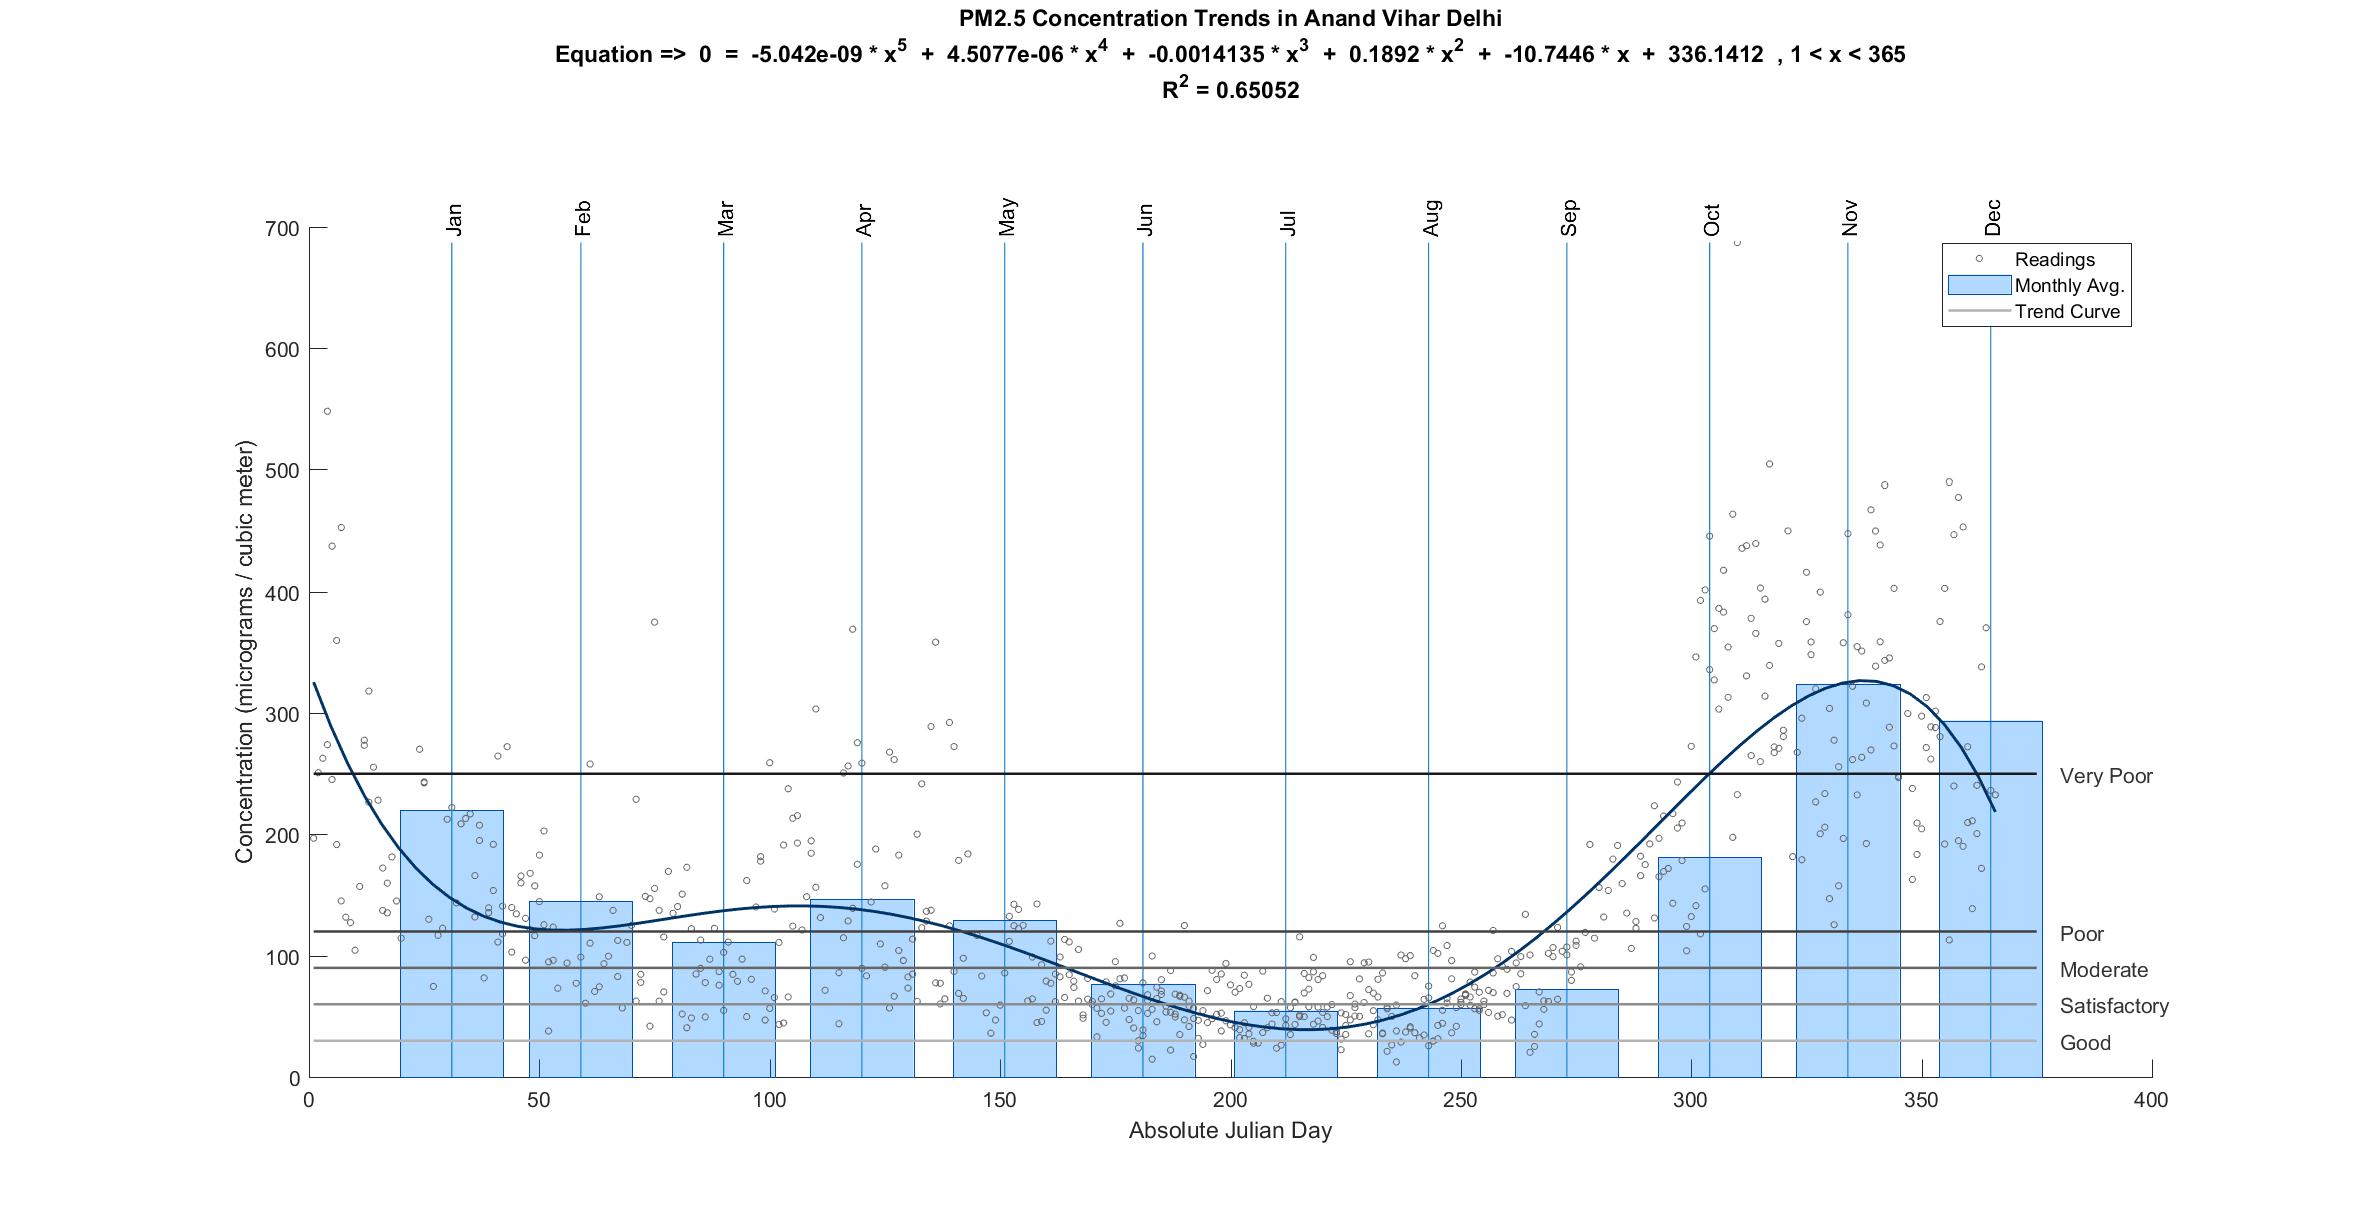 PM2.5 Concentration Trends in Anand Vihar Delhi
Equation => 0 = -5.042e-09 * x⁵ + 4.5077e-06 * x⁴ + -0.0014135 * x³ + 0.1892 * x² + -10.7446 * x + 336.1412 , 1 < x < 365
R² = 0.65052
Jan
Feb
Mar
Apr
May
Jun
Jul
Aug
Sep
Oct
Nov
Dec
Readings
Monthly Avg.
Trend Curve
700
600
500
400
300
200
100
0
Concentration (micrograms / cubic meter)
Very Poor
Poor
Moderate
Satisfactory
Good
0
50
100
150
200
250
300
350
400
Absolute Julian Day